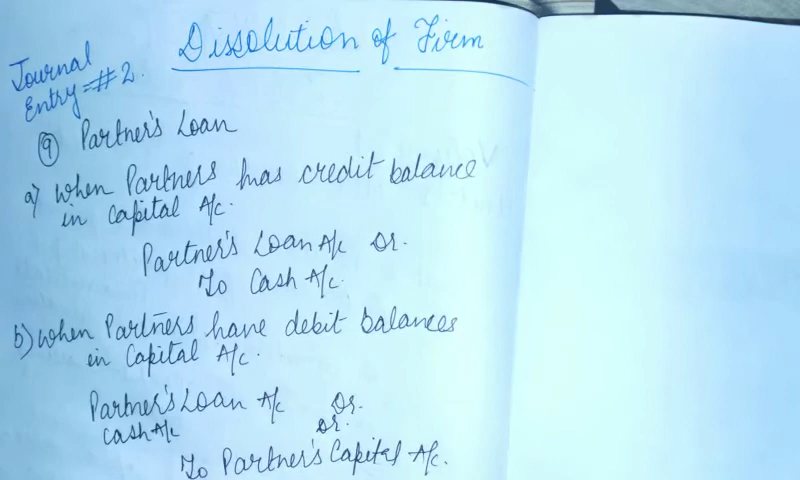 Dissolution of Firm
Journal
Entry =# 2.
⑨ Partner's Loan
a) When Partners has credit balance
in Capital A/c.
Partner's Loan A/c Dr.
To Cash A/c.
b) When Partners have debit balances
in Capital A/c.
Partner's Loan A/c Dr.
Cash A/c Dr.
To Partner's Capital A/c.